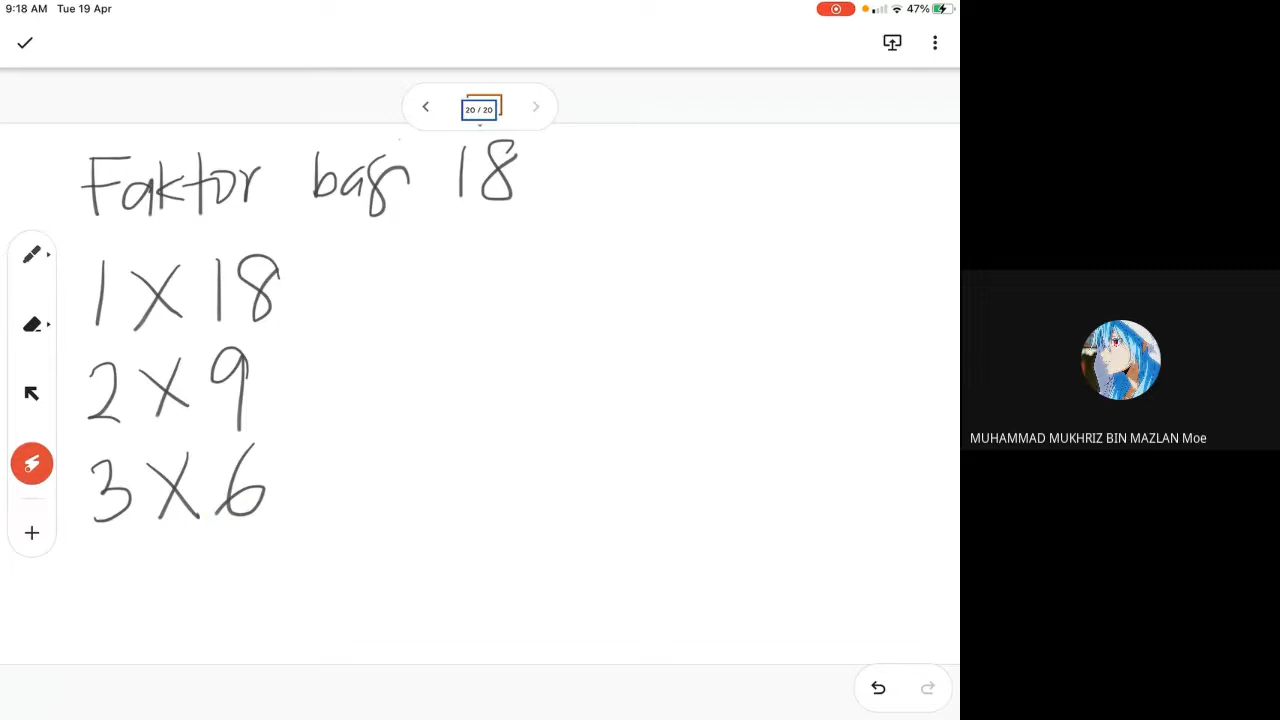 9:18 AM Tue 19 Apr
47%
20 / 20
Faktor bagi 18
1 X 18
2 X 9
3 X 6
MUHAMMAD MUKHRIZ BIN MAZLAN Moe